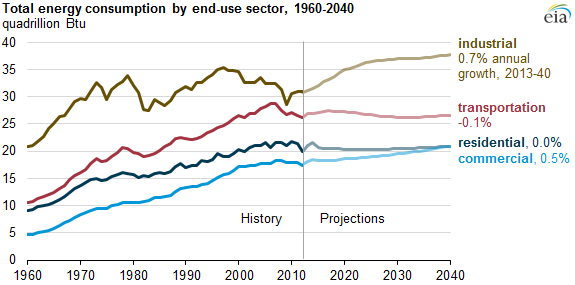 Total energy consumption by end-use sector, 1960-2040
quadrillion Btu
eia
40
35
30
25
20
15
10
5
0
1960
1970
1980
1990
2000
2010
2020
2030
2040
History
Projections
industrial
0.7% annual
growth, 2013-40
transportation
-0.1%
residential, 0.0%
commercial, 0.5%